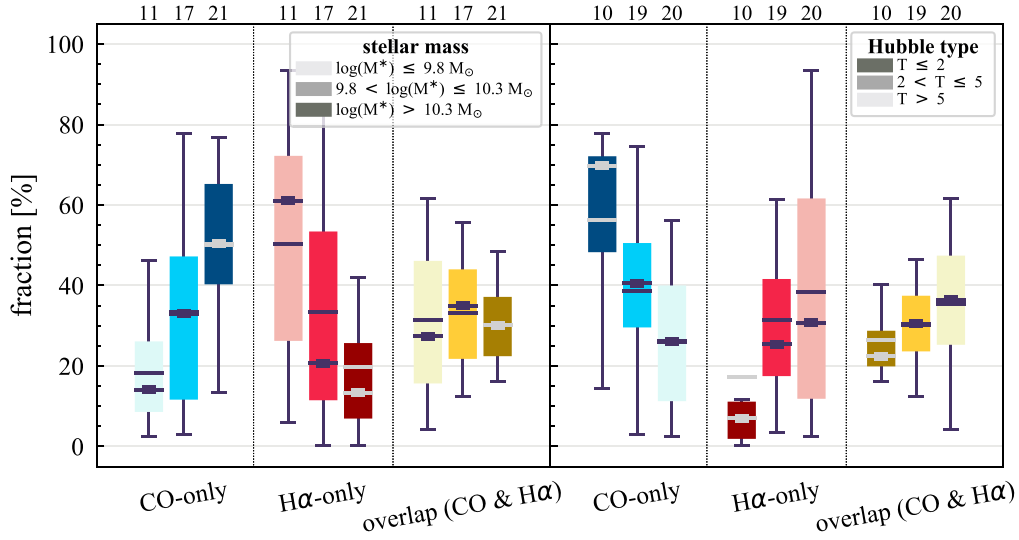 11 17 21 11 17 21 11 17 21 10 19 20 10 19 20 10 19 20
100
80
60
40
20
0
fraction [%]
stellar mass
log(M*) ≤ 9.8 M⊙
9.8 < log(M*) ≤ 10.3 M⊙
log(M*) > 10.3 M⊙
Hubble type
T ≤ 2
2 < T ≤ 5
T > 5
CO-only
Hα-only
overlap (CO & Hα)
CO-only
Hα-only
overlap (CO & Hα)